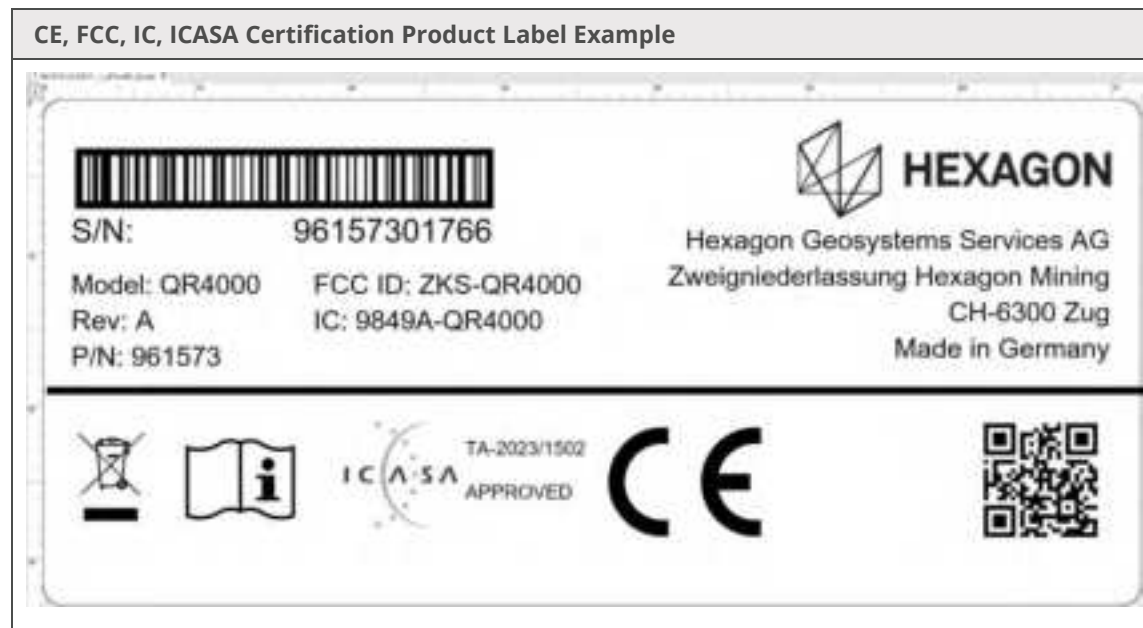 CE, FCC, IC, ICASA Certification Product Label Example
HEXAGON
S/N: 96157301766
Model: QR4000 FCC ID: ZKS-QR4000
Rev: A IC: 9849A-QR4000
P/N: 961573
Hexagon Geosystems Services AG
Zweigniederlassung Hexagon Mining
CH-6300 Zug
Made in Germany
ICASA
TA-2023/1502
APPROVED
CE